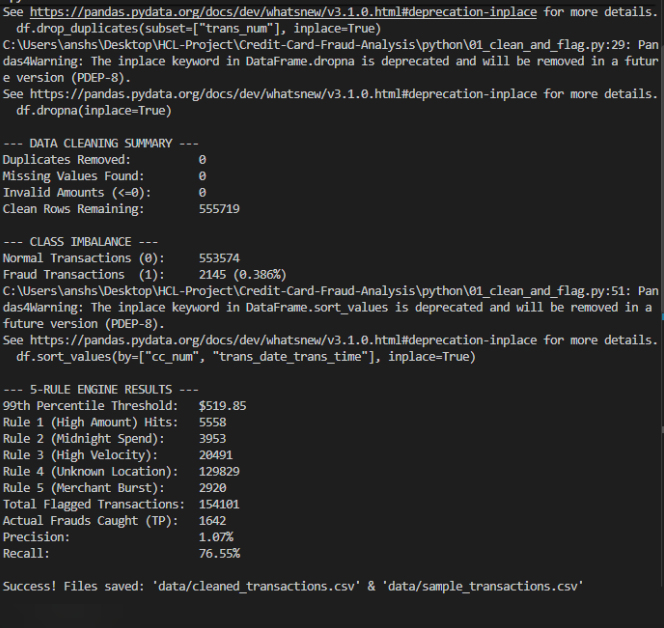 See https://pandas.pydata.org/docs/dev/whatsnew/v3.1.0.html#deprecation-inplace for more details.
  df.drop_duplicates(subset=["trans_num"], inplace=True)
C:\Users\anshs\Desktop\HCL-Project\Credit-Card-Fraud-Analysis\python\01_clean_and_flag.py:29: Pan
das4Warning: The inplace keyword in DataFrame.dropna is deprecated and will be removed in a futur
e version (PDEP-8).
See https://pandas.pydata.org/docs/dev/whatsnew/v3.1.0.html#deprecation-inplace for more details.
  df.dropna(inplace=True)

--- DATA CLEANING SUMMARY ---
Duplicates Removed:        0
Missing Values Found:      0
Invalid Amounts (<=0):     0
Clean Rows Remaining:      555719

--- CLASS IMBALANCE ---
Normal Transactions (0):   553574
Fraud Transactions  (1):   2145 (0.386%)
C:\Users\anshs\Desktop\HCL-Project\Credit-Card-Fraud-Analysis\python\01_clean_and_flag.py:51: Pan
das4Warning: The inplace keyword in DataFrame.sort_values is deprecated and will be removed in a
future version (PDEP-8).
See https://pandas.pydata.org/docs/dev/whatsnew/v3.1.0.html#deprecation-inplace for more details.
  df.sort_values(by=["cc_num", "trans_date_trans_time"], inplace=True)

--- 5-RULE ENGINE RESULTS ---
99th Percentile Threshold:  $519.85
Rule 1 (High Amount) Hits:  5558
Rule 2 (Midnight Spend):    3953
Rule 3 (High Velocity):     20491
Rule 4 (Unknown Location):  129829
Rule 5 (Merchant Burst):    2920
Total Flagged Transactions: 154101
Actual Frauds Caught (TP):  1642
Precision:                  1.07%
Recall:                     76.55%

Success! Files saved: 'data/cleaned_transactions.csv' & 'data/sample_transactions.csv'